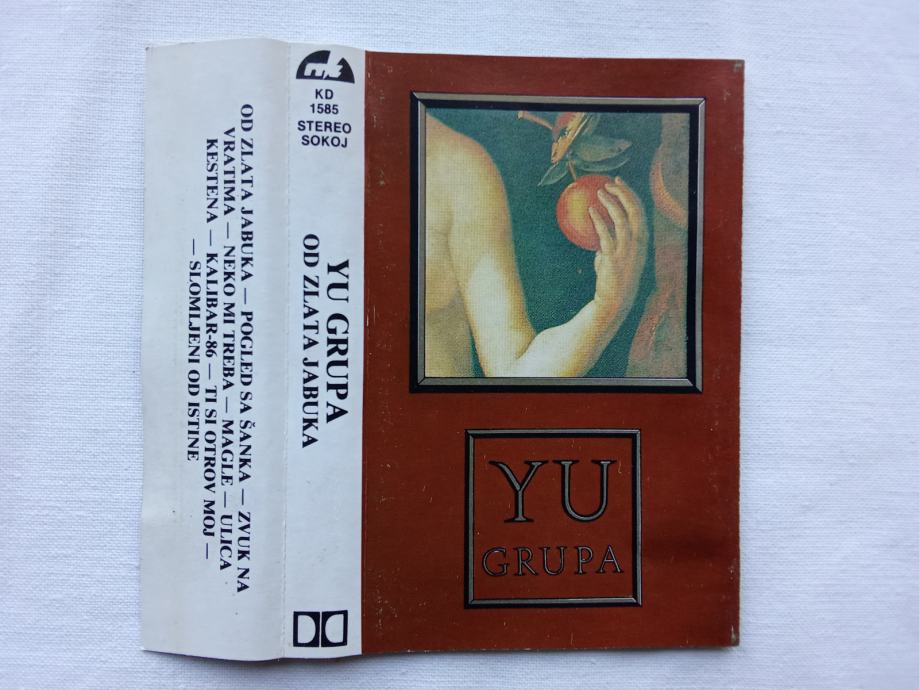 OD ZLATA JABUKA — POGLED SA ŠANKA — ZVUK NA
VRATIMA — NEKO MI TREBA — MAGLE — ULICA
KESTENA — KALIBAR-86 — TI SI OTROV MOJ —
— SLOMLJENI OD ISTINE
KD
1585
STEREO
SOKOJ
YU GRUPA
OD ZLATA JABUKA
YU
GRUPA